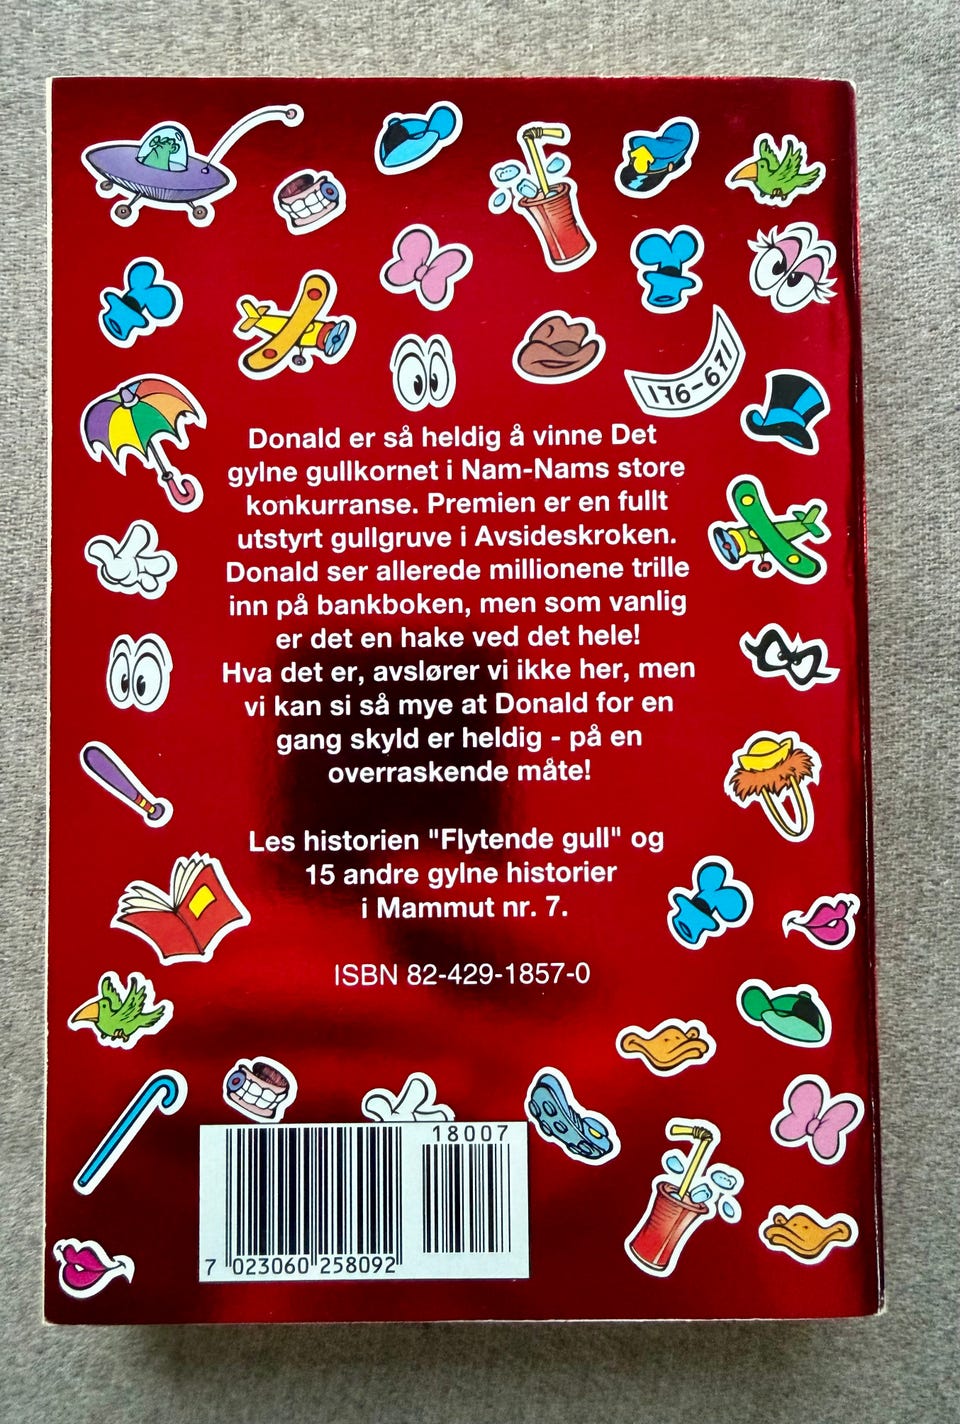 176-671
Donald er så heldig å vinne Det
gylne gullkornet i Nam-Nams store
konkurranse. Premien er en fullt
utstyrt gullgruve i Avsideskroken.
Donald ser allerede millionene trille
inn på bankboken, men som vanlig
er det en hake ved det hele!
Hva det er, avslører vi ikke her, men
vi kan si så mye at Donald for en
gang skyld er heldig - på en
overraskende måte!
Les historien "Flytende gull" og
15 andre gylne historier
i Mammut nr. 7.
ISBN 82-429-1857-0
18007
7 023060 258092